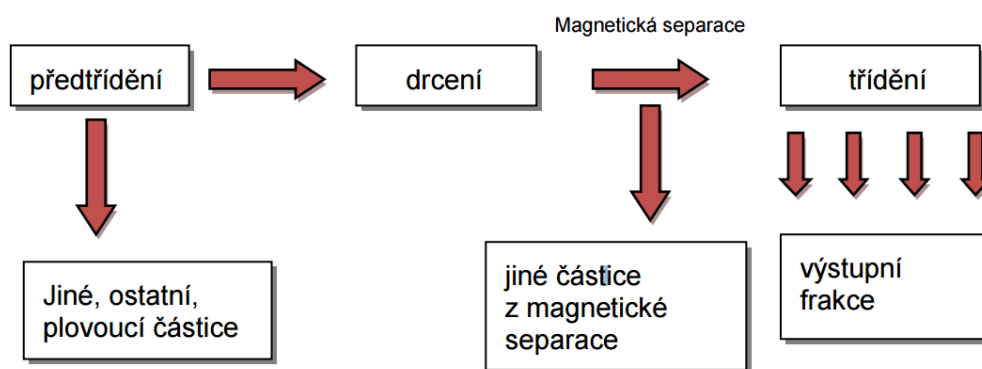 Magnetická separace
předtřídění
drcení
třídění
Jiné, ostatní,
plovoucí částice
jiné částice
z magnetické
separace
výstupní
frakce